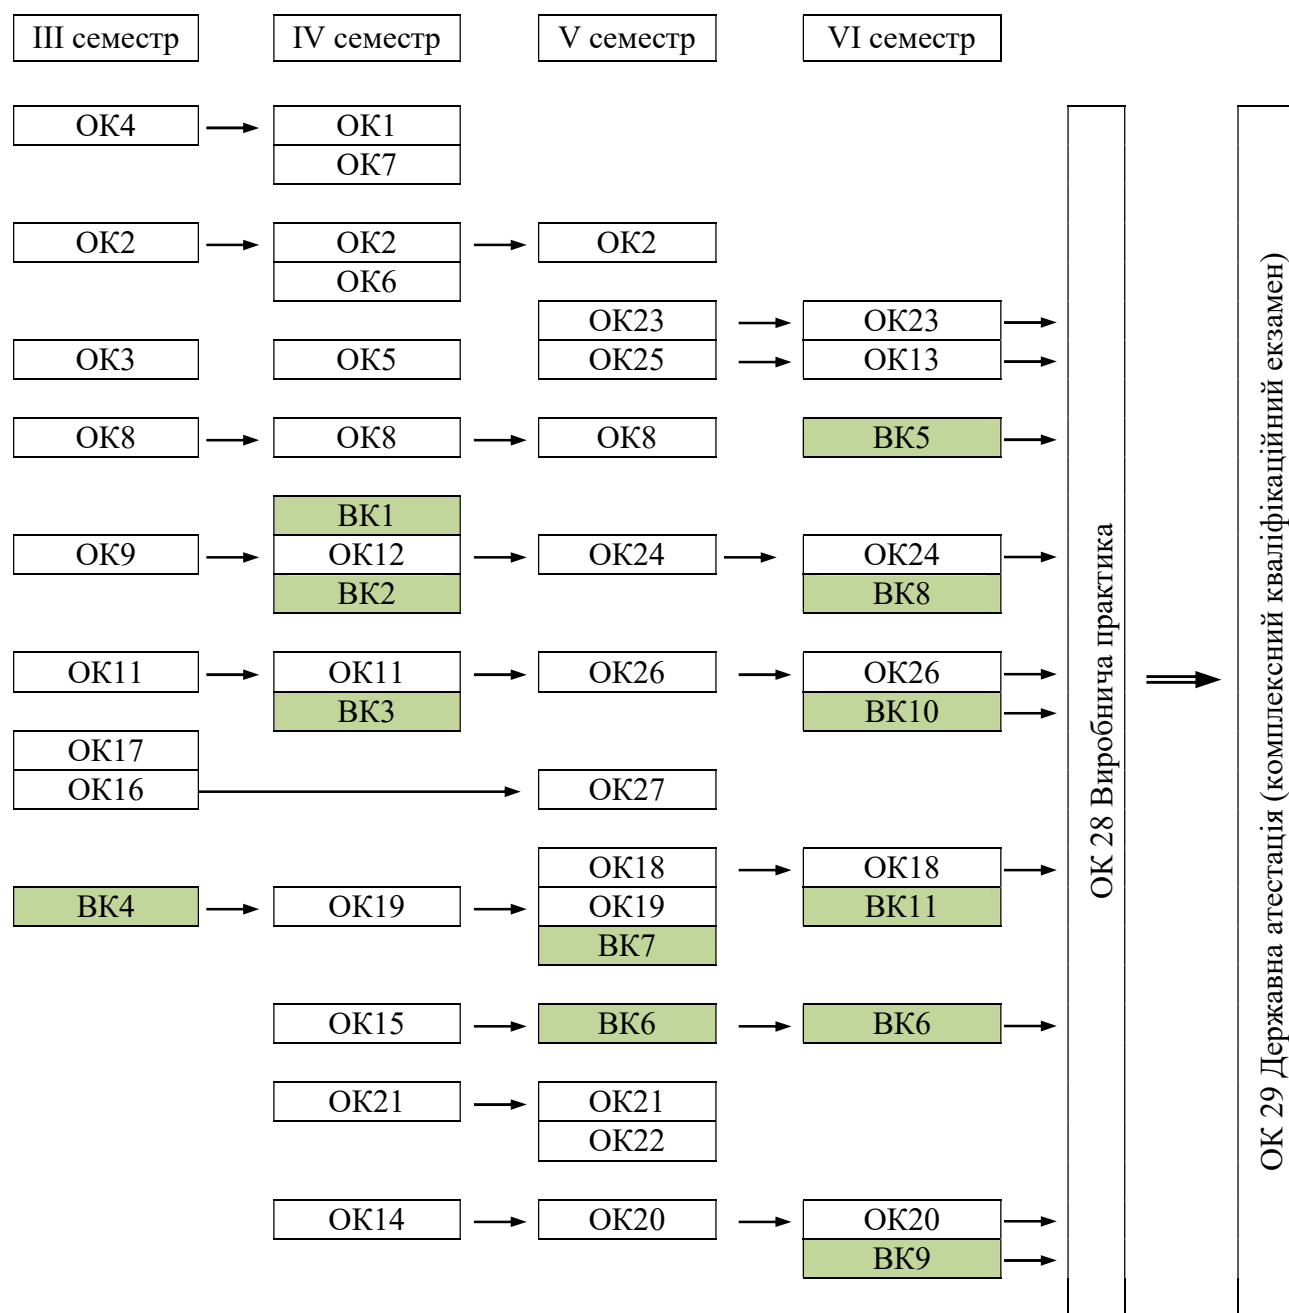 III семестр IV семестр V семестр VI семестр
ОК4 ОК1
ОК7
ОК2 ОК2 ОК2
ОК6
ОК23 ОК23
ОК3 ОК5 ОК25 ОК13
ОК8 ОК8 ОК8 ВК5
ВК1
ОК9 ОК12 ОК24 ОК24
ВК2 ВК8
ОК11 ОК11 ОК26 ОК26
ВК3 ВК10
ОК17
ОК16 ОК27
ОК18 ОК18
ВК4 ОК19 ОК19 ВК11
ВК7
ОК15 ВК6 ВК6
ОК21 ОК21
ОК22
ОК14 ОК20 ОК20
ВК9
ОК 28 Виробнича практика
ОК 29 Державна атестація (комплексний кваліфікаційний екзамен)